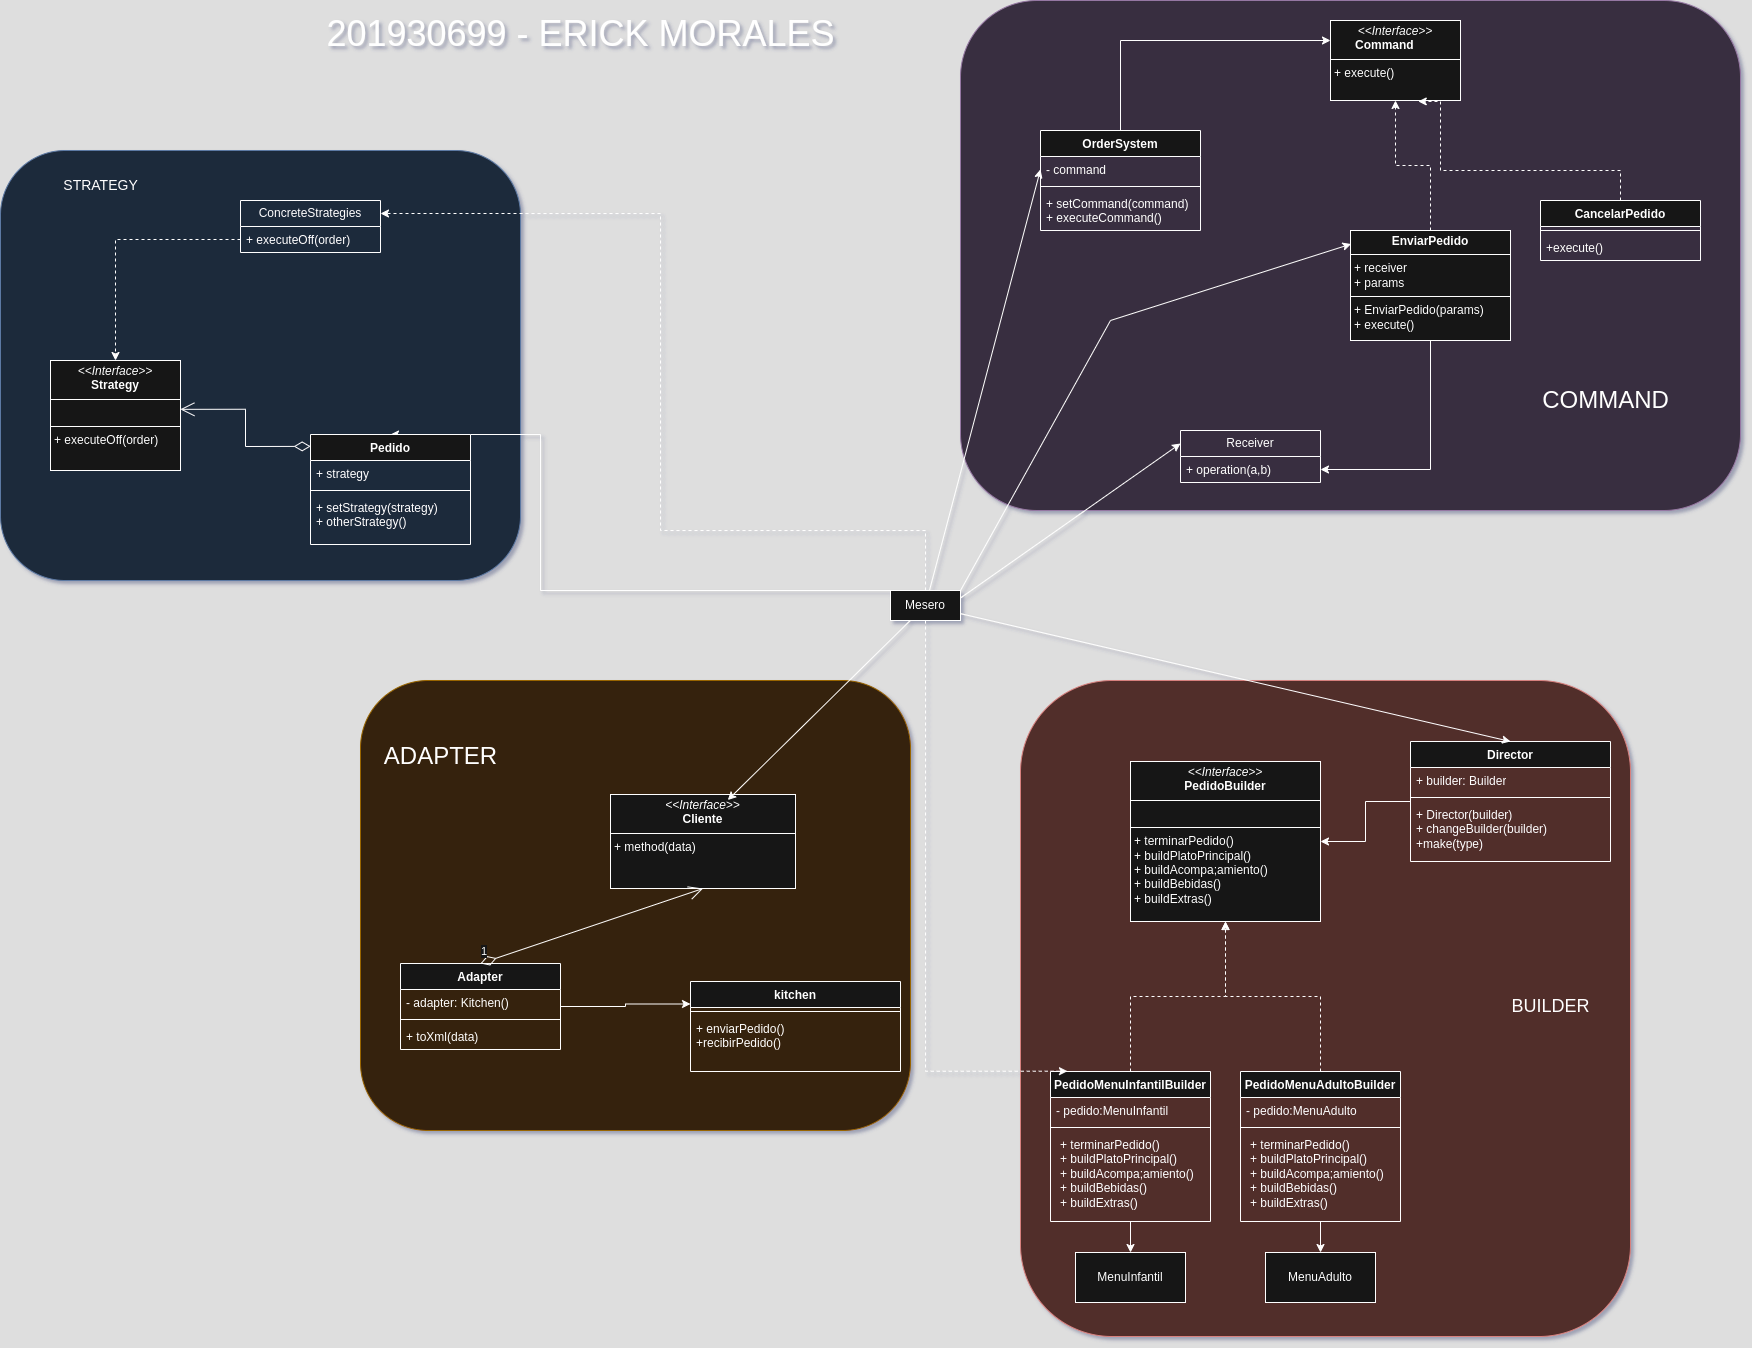 201930699 - ERICK MORALES
STRATEGY
ConcreteStrategies
+ executeOff(order)
<<Interface>>
Strategy
+ executeOff(order)
Pedido
+ strategy
+ setStrategy(strategy)
+ otherStrategy()
<<Interface>>
Command
+ execute()
OrderSystem
- command
+ setCommand(command)
+ executeCommand()
CancelarPedido
+execute()
EnviarPedido
+ receiver
+ params
+ EnviarPedido(params)
+ execute()
COMMAND
Receiver
+ operation(a,b)
Mesero
ADAPTER
<<Interface>>
Cliente
+ method(data)
1
Adapter
- adapter: Kitchen()
+ toXml(data)
kitchen
+ enviarPedido()
+recibirPedido()
Director
+ builder: Builder
+ Director(builder)
+ changeBuilder(builder)
+make(type)
<<Interface>>
PedidoBuilder
+ terminarPedido()
+ buildPlatoPrincipal()
+ buildAcompa;amiento()
+ buildBebidas()
+ buildExtras()
BUILDER
PedidoMenuInfantilBuilder
- pedido:MenuInfantil
+ terminarPedido()
+ buildPlatoPrincipal()
+ buildAcompa;amiento()
+ buildBebidas()
+ buildExtras()
PedidoMenuAdultoBuilder
- pedido:MenuAdulto
+ terminarPedido()
+ buildPlatoPrincipal()
+ buildAcompa;amiento()
+ buildBebidas()
+ buildExtras()
MenuInfantil
MenuAdulto